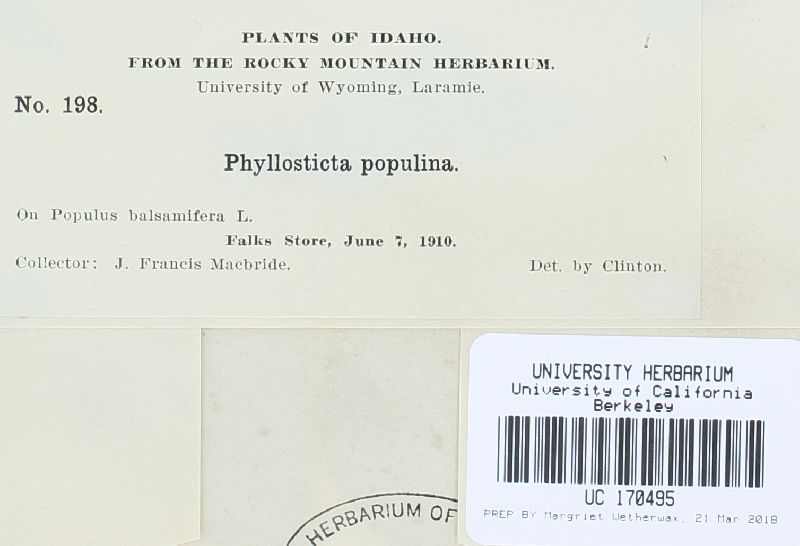 PLANTS OF IDAHO.
FROM THE ROCKY MOUNTAIN HERBARIUM.
University of Wyoming, Laramie.
No. 198.
Phyllosticta populina.
On Populus balsamifera L.
Falks Store, June 7, 1910.
Collector: J. Francis Macbride.
Det. by Clinton.
UNIVERSITY HERBARIUM
University of California
Berkeley
UC 170495
PREP BY Margriet Wetherwax, 21 Mar 2018
HERBARIUM OF